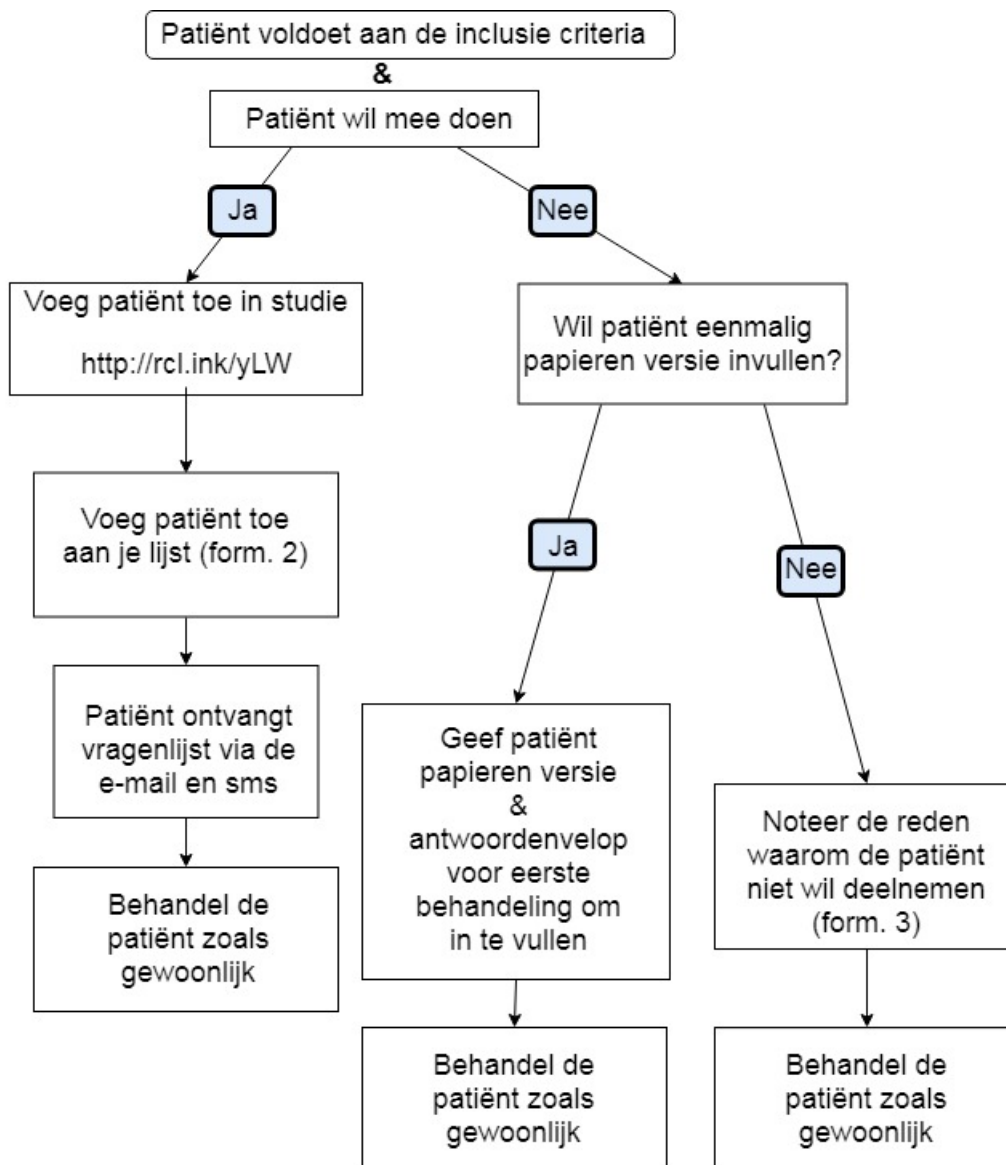 Patiënt voldoet aan de inclusie criteria
&
Patiënt wil mee doen
Ja
Nee
Voeg patiënt toe in studie
http://rcl.ink/yLW
Wil patiënt eenmalig
papieren versie invullen?
Voeg patiënt toe
aan je lijst (form. 2)
Ja
Nee
Patiënt ontvangt
vragenlijst via de
e-mail en sms
Geef patiënt
papieren versie
&
antwoordenvelop
voor eerste
behandeling om
in te vullen
Noteer de reden
waarom de patiënt
niet wil deelnemen
(form. 3)
Behandel de
patiënt zoals
gewoonlijk
Behandel de
patiënt zoals
gewoonlijk
Behandel de
patiënt zoals
gewoonlijk